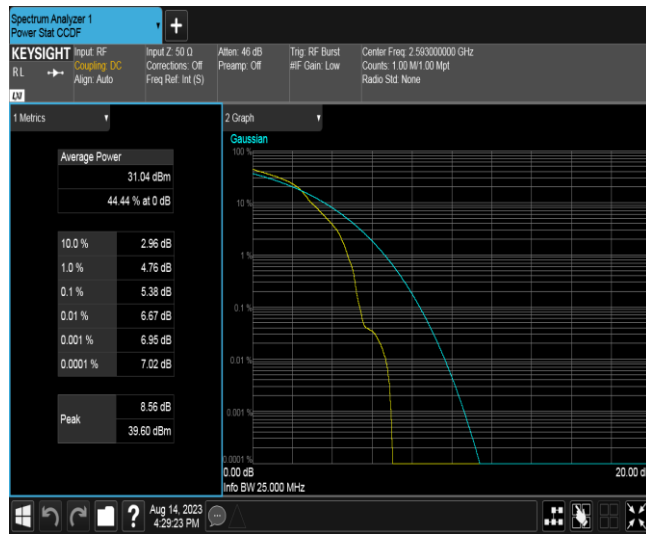 Spectrum Analyzer 1
Power Stat CCDF
KEYSIGHT
R L
LXI
Input: RF
Coupling: DC
Align: Auto
Input Z: 50 Ω
Corrections: Off
Freq Ref: Int (S)
Atten: 46 dB
Preamp: Off
Trig: RF Burst
#IF Gain: Low
Center Freq: 2.593000000 GHz
Counts: 1.00 M/1.00 Mpt
Radio Std: None
1 Metrics
Average Power
31.04 dBm
44.44 % at 0 dB
10.0 % 2.96 dB
1.0 % 4.76 dB
0.1 % 5.38 dB
0.01 % 6.67 dB
0.001 % 6.95 dB
0.0001 % 7.02 dB
Peak
8.56 dB
39.60 dBm
2 Graph
Gaussian
100 %
10 %
1 %
0.1 %
0.01 %
0.001 %
0.0001 %
0.00 dB
20.00 d
Info BW 25.000 MHz
?
Aug 14, 2023
4:29:23 PM